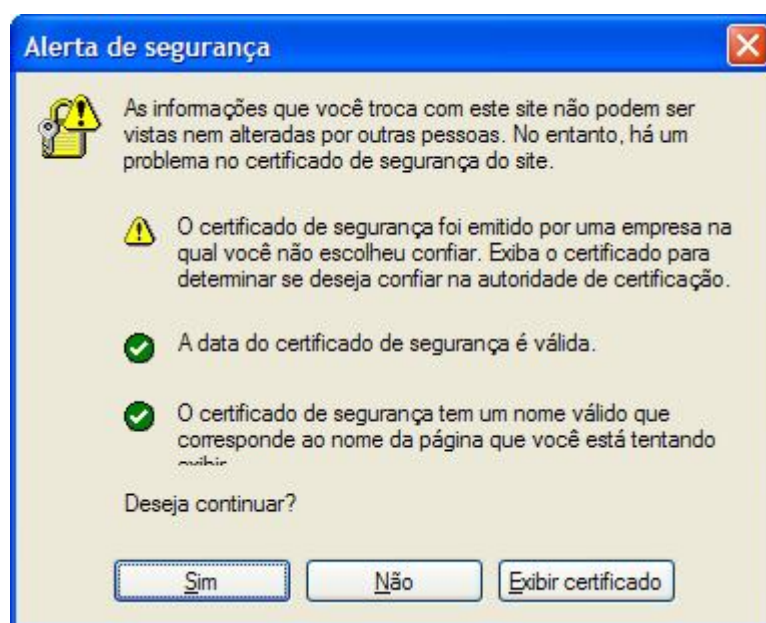 Alerta de segurança
As informações que você troca com este site não podem ser
vistas nem alteradas por outras pessoas. No entanto, há um
problema no certificado de segurança do site.
O certificado de segurança foi emitido por uma empresa na
qual você não escolheu confiar. Exiba o certificado para
determinar se deseja confiar na autoridade de certificação.
A data do certificado de segurança é válida.
O certificado de segurança tem um nome válido que
corresponde ao nome da página que você está tentando
exibir.
Deseja continuar?
Sim
Não
Exibir certificado